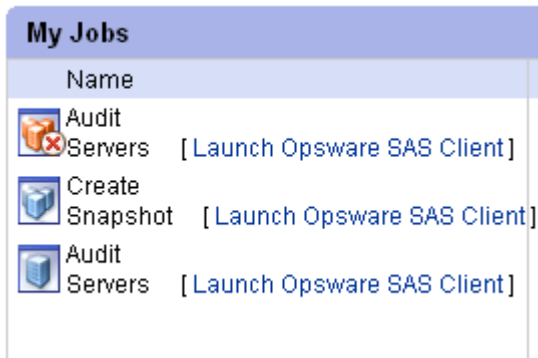 My Jobs
Name
Audit
Servers [ Launch Opsware SAS Client ]
Create
Snapshot [ Launch Opsware SAS Client ]
Audit
Servers [ Launch Opsware SAS Client ]